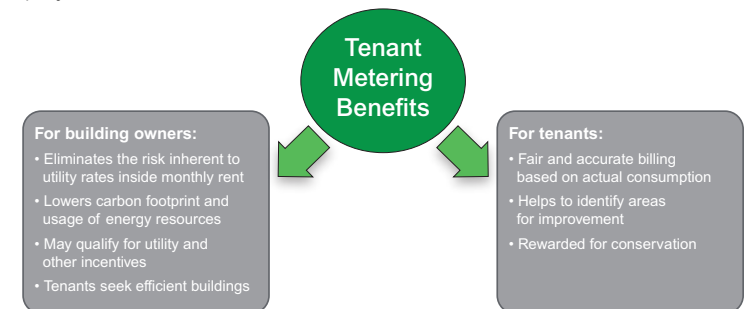 Tenant
Metering
Benefits
For building owners:
• Eliminates the risk inherent to
utility rates inside monthly rent
• Lowers carbon footprint and
usage of energy resources
• May qualify for utility and
other incentives
• Tenants seek efficient buildings
For tenants:
• Fair and accurate billing
based on actual consumption
• Helps to identify areas
for improvement
• Rewarded for conservation